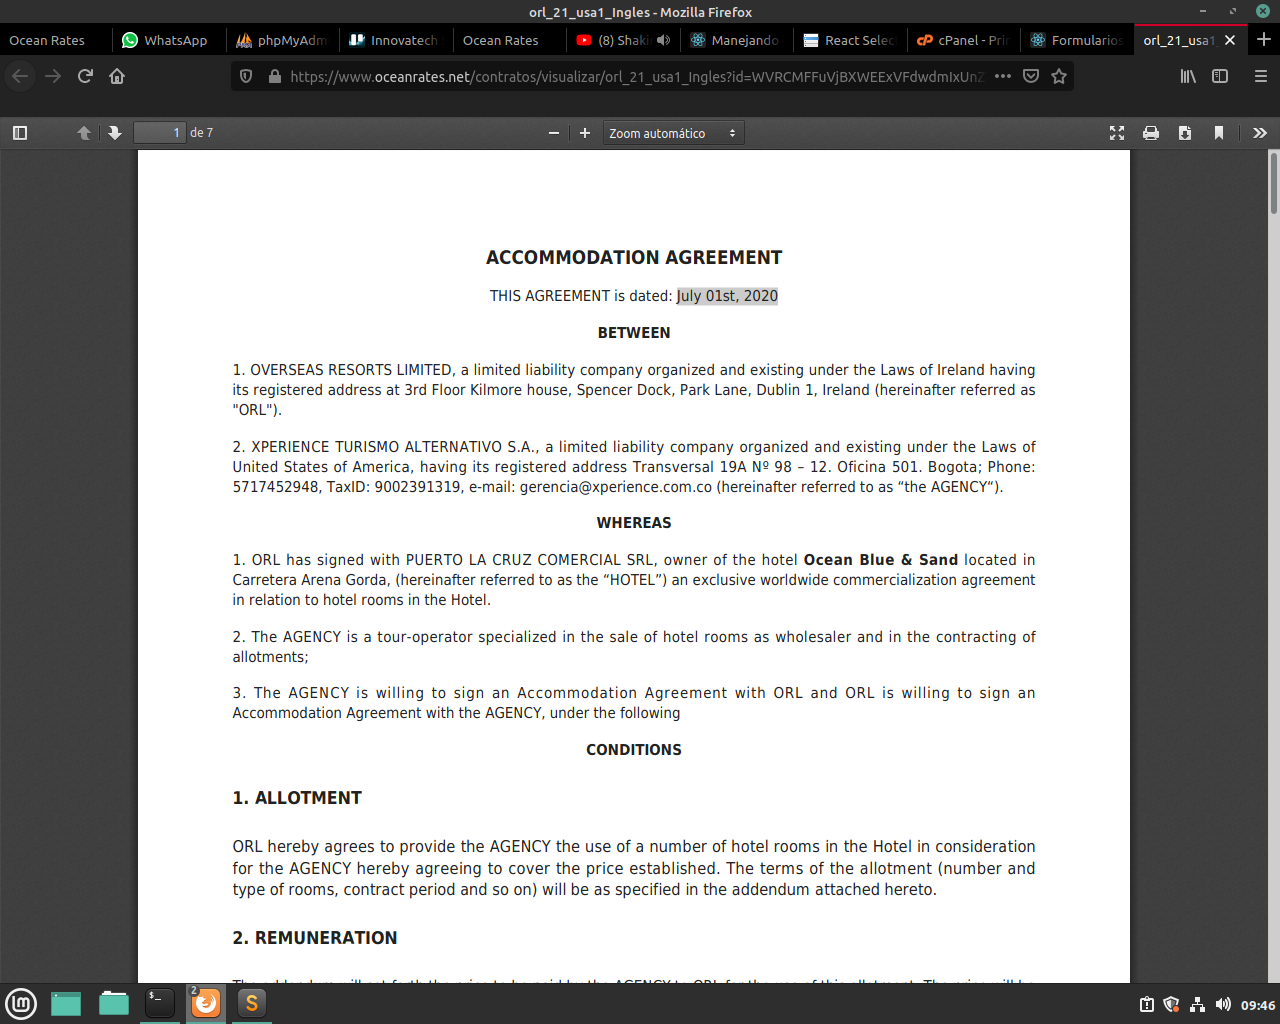 orl_21_usa1_Ingles - Mozilla Firefox
Ocean Rates
WhatsApp
phpMyAdm
Innovatech
Ocean Rates
(8) Shaki
Manejando
React Selec
cPanel - Pri
Formularios
orl_21_usa1
https://www.oceanrates.net/contratos/visualizar/orl_21_usa1_Ingles?id=WVRCMFFuVjBXWEExVFdwdmIxUnZ
1 de 7
Zoom automático
ACCOMMODATION AGREEMENT
THIS AGREEMENT is dated: July 01st, 2020
BETWEEN
1. OVERSEAS RESORTS LIMITED, a limited liability company organized and existing under the Laws of Ireland having
its registered address at 3rd Floor Kilmore house, Spencer Dock, Park Lane, Dublin 1, Ireland (hereinafter referred as
"ORL").
2. XPERIENCE TURISMO ALTERNATIVO S.A., a limited liability company organized and existing under the Laws of
United States of America, having its registered address Transversal 19A Nº 98 – 12. Oficina 501. Bogota; Phone:
5717452948, TaxID: 9002391319, e-mail: gerencia@xperience.com.co (hereinafter referred to as “the AGENCY“).
WHEREAS
1. ORL has signed with PUERTO LA CRUZ COMERCIAL SRL, owner of the hotel Ocean Blue & Sand located in
Carretera Arena Gorda, (hereinafter referred to as the “HOTEL”) an exclusive worldwide commercialization agreement
in relation to hotel rooms in the Hotel.
2. The AGENCY is a tour-operator specialized in the sale of hotel rooms as wholesaler and in the contracting of
allotments;
3. The AGENCY is willing to sign an Accommodation Agreement with ORL and ORL is willing to sign an
Accommodation Agreement with the AGENCY, under the following
CONDITIONS
1. ALLOTMENT
ORL hereby agrees to provide the AGENCY the use of a number of hotel rooms in the Hotel in consideration
for the AGENCY hereby agreeing to cover the price established. The terms of the allotment (number and
type of rooms, contract period and so on) will be as specified in the addendum attached hereto.
2. REMUNERATION
2
09:46